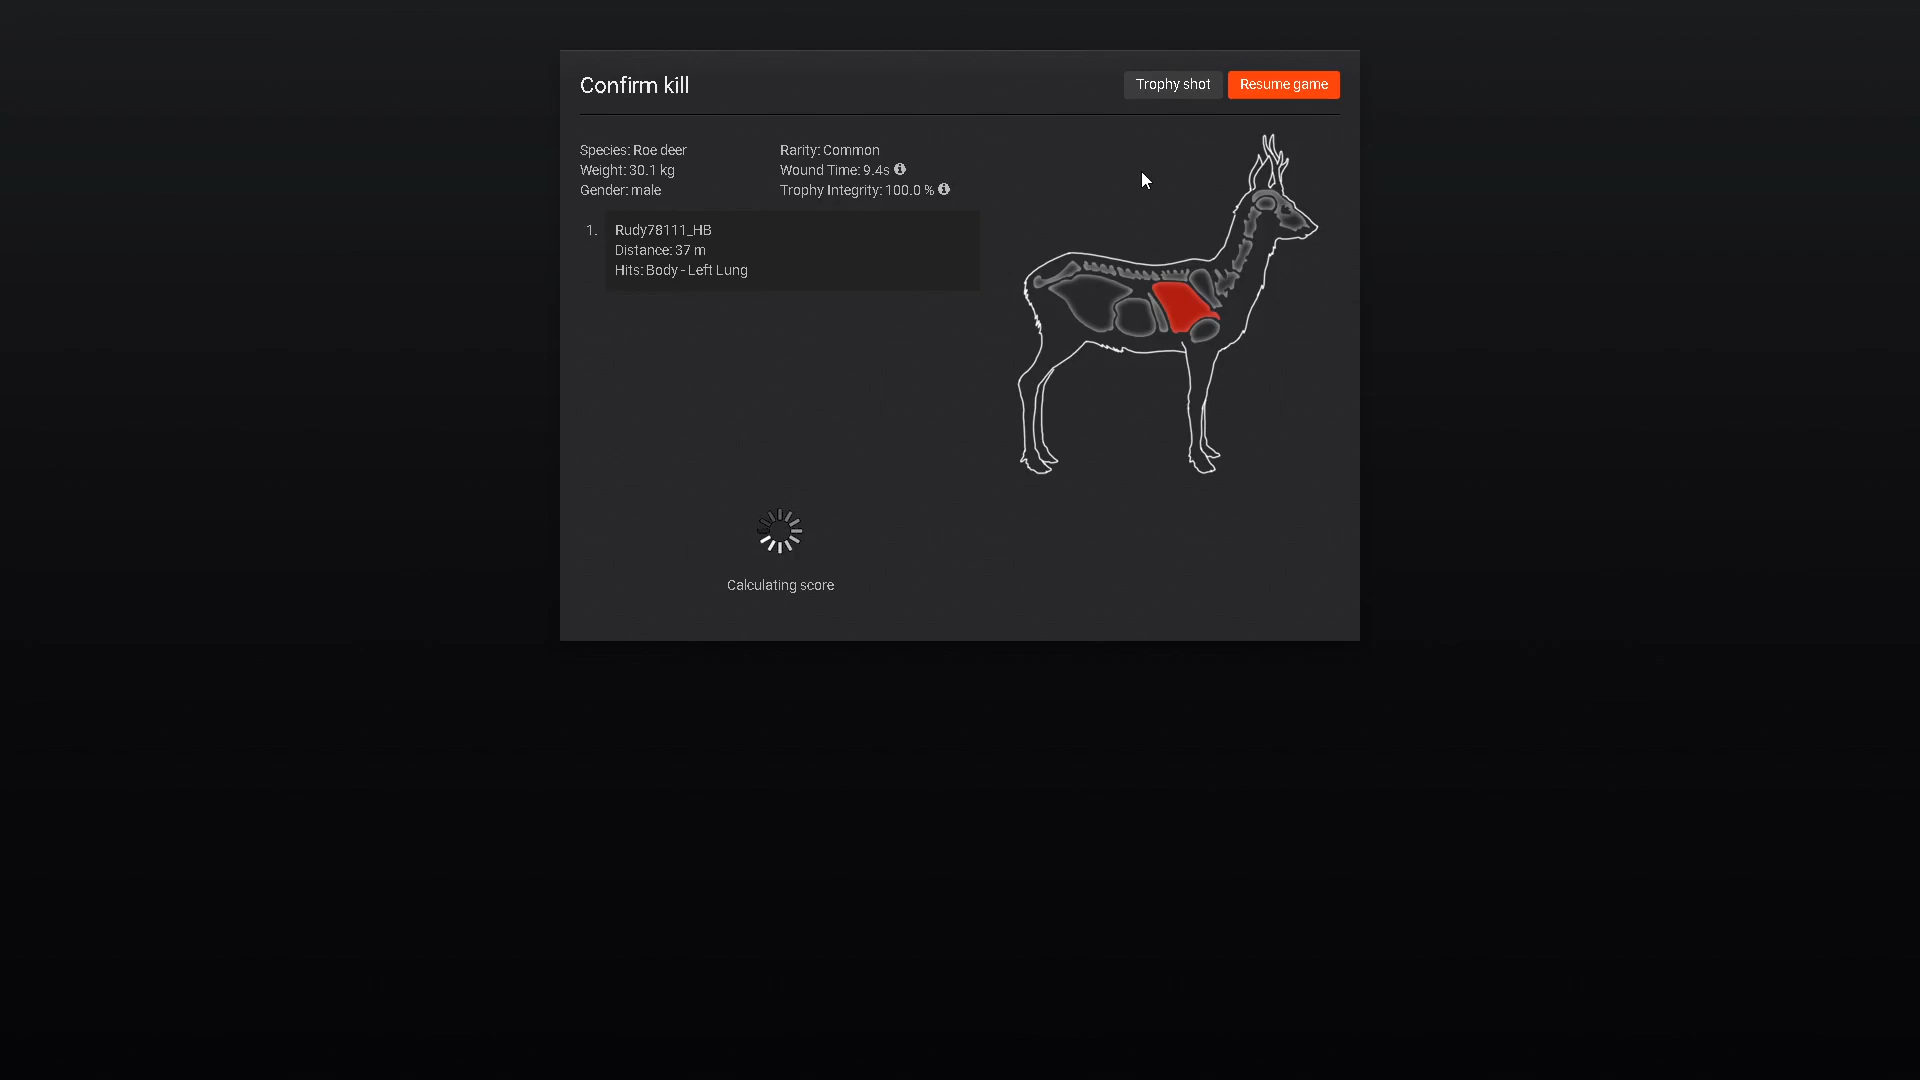 Confirm kill
Trophy shot
Resume game
Species: Roe deer
Weight: 30.1 kg
Gender: male
Rarity: Common
Wound Time: 9.4s
Trophy Integrity: 100.0 %
1. Rudy78111_HB
Distance: 37 m
Hits: Body - Left Lung
Calculating score